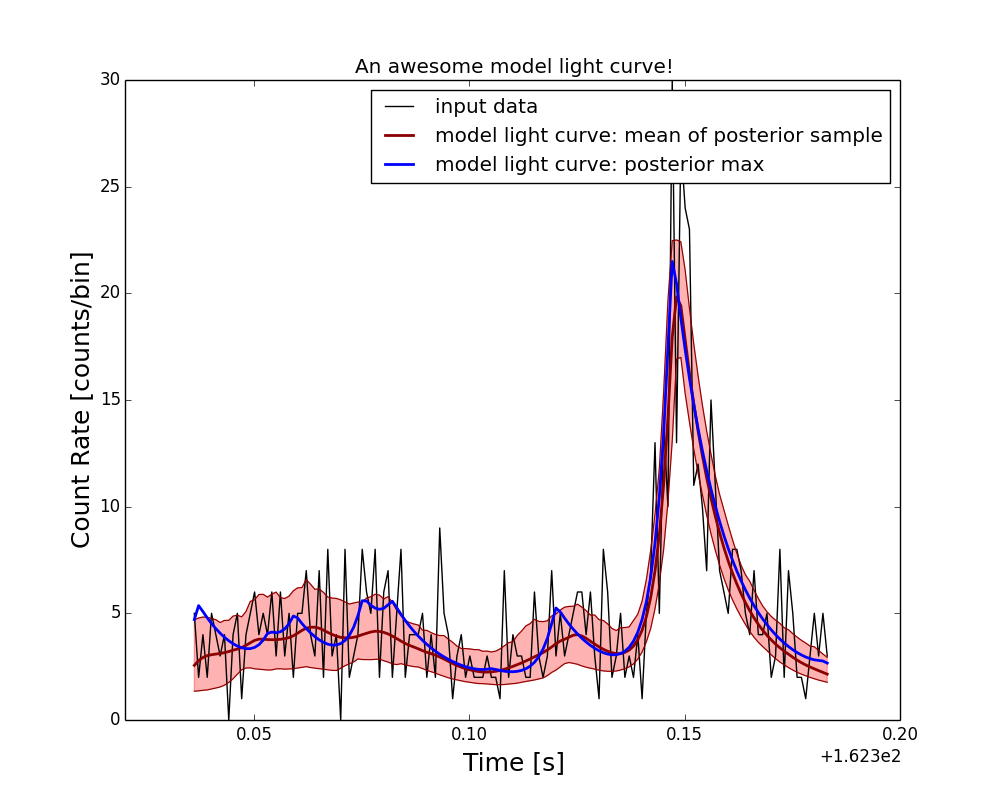 An awesome model light curve!
input data
model light curve: mean of posterior sample
model light curve: posterior max
Count Rate [counts/bin]
30
25
20
15
10
5
0
0.05 0.10 0.15 0.20
+1.623e2
Time [s]